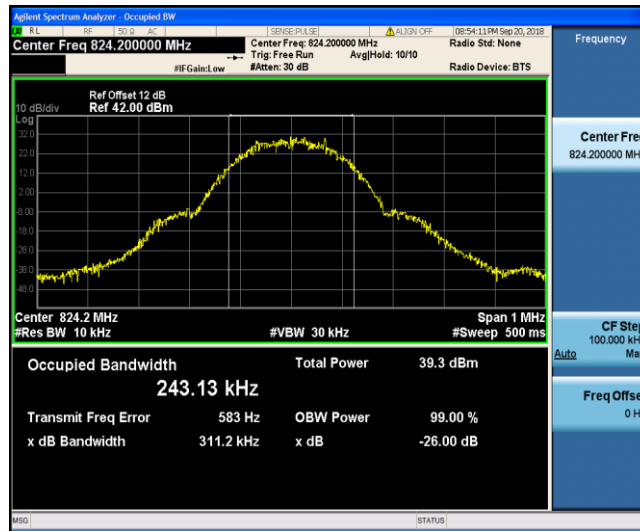 Agilent Spectrum Analyzer - Occupied BW
RL RF 50 Ω AC SENSE:PULSE ALIGN OFF 08:54:11 PM Sep 20, 2018
Center Freq 824.200000 MHz
Center Freq: 824.200000 MHz
Radio Std: None
Trig: Free Run Avg|Hold: 10/10
#IFGain:Low #Atten: 30 dB Radio Device: BTS
Frequency
Ref Offset 12 dB
10 dB/div Ref 42.00 dBm
Log
32.0
22.0
12.0
2.00
-8.00
-18.0
-28.0
-38.0
-48.0
Center Fre
824.200000 MH
Center 824.2 MHz Span 1 MHz
#Res BW 10 kHz #VBW 30 kHz #Sweep 500 ms
CF Step
100.000 kH
Auto Ma
Occupied Bandwidth Total Power 39.3 dBm
243.13 kHz
Transmit Freq Error 583 Hz OBW Power 99.00 %
x dB Bandwidth 311.2 kHz x dB -26.00 dB
Freq Offse
0 H
MSG STATUS